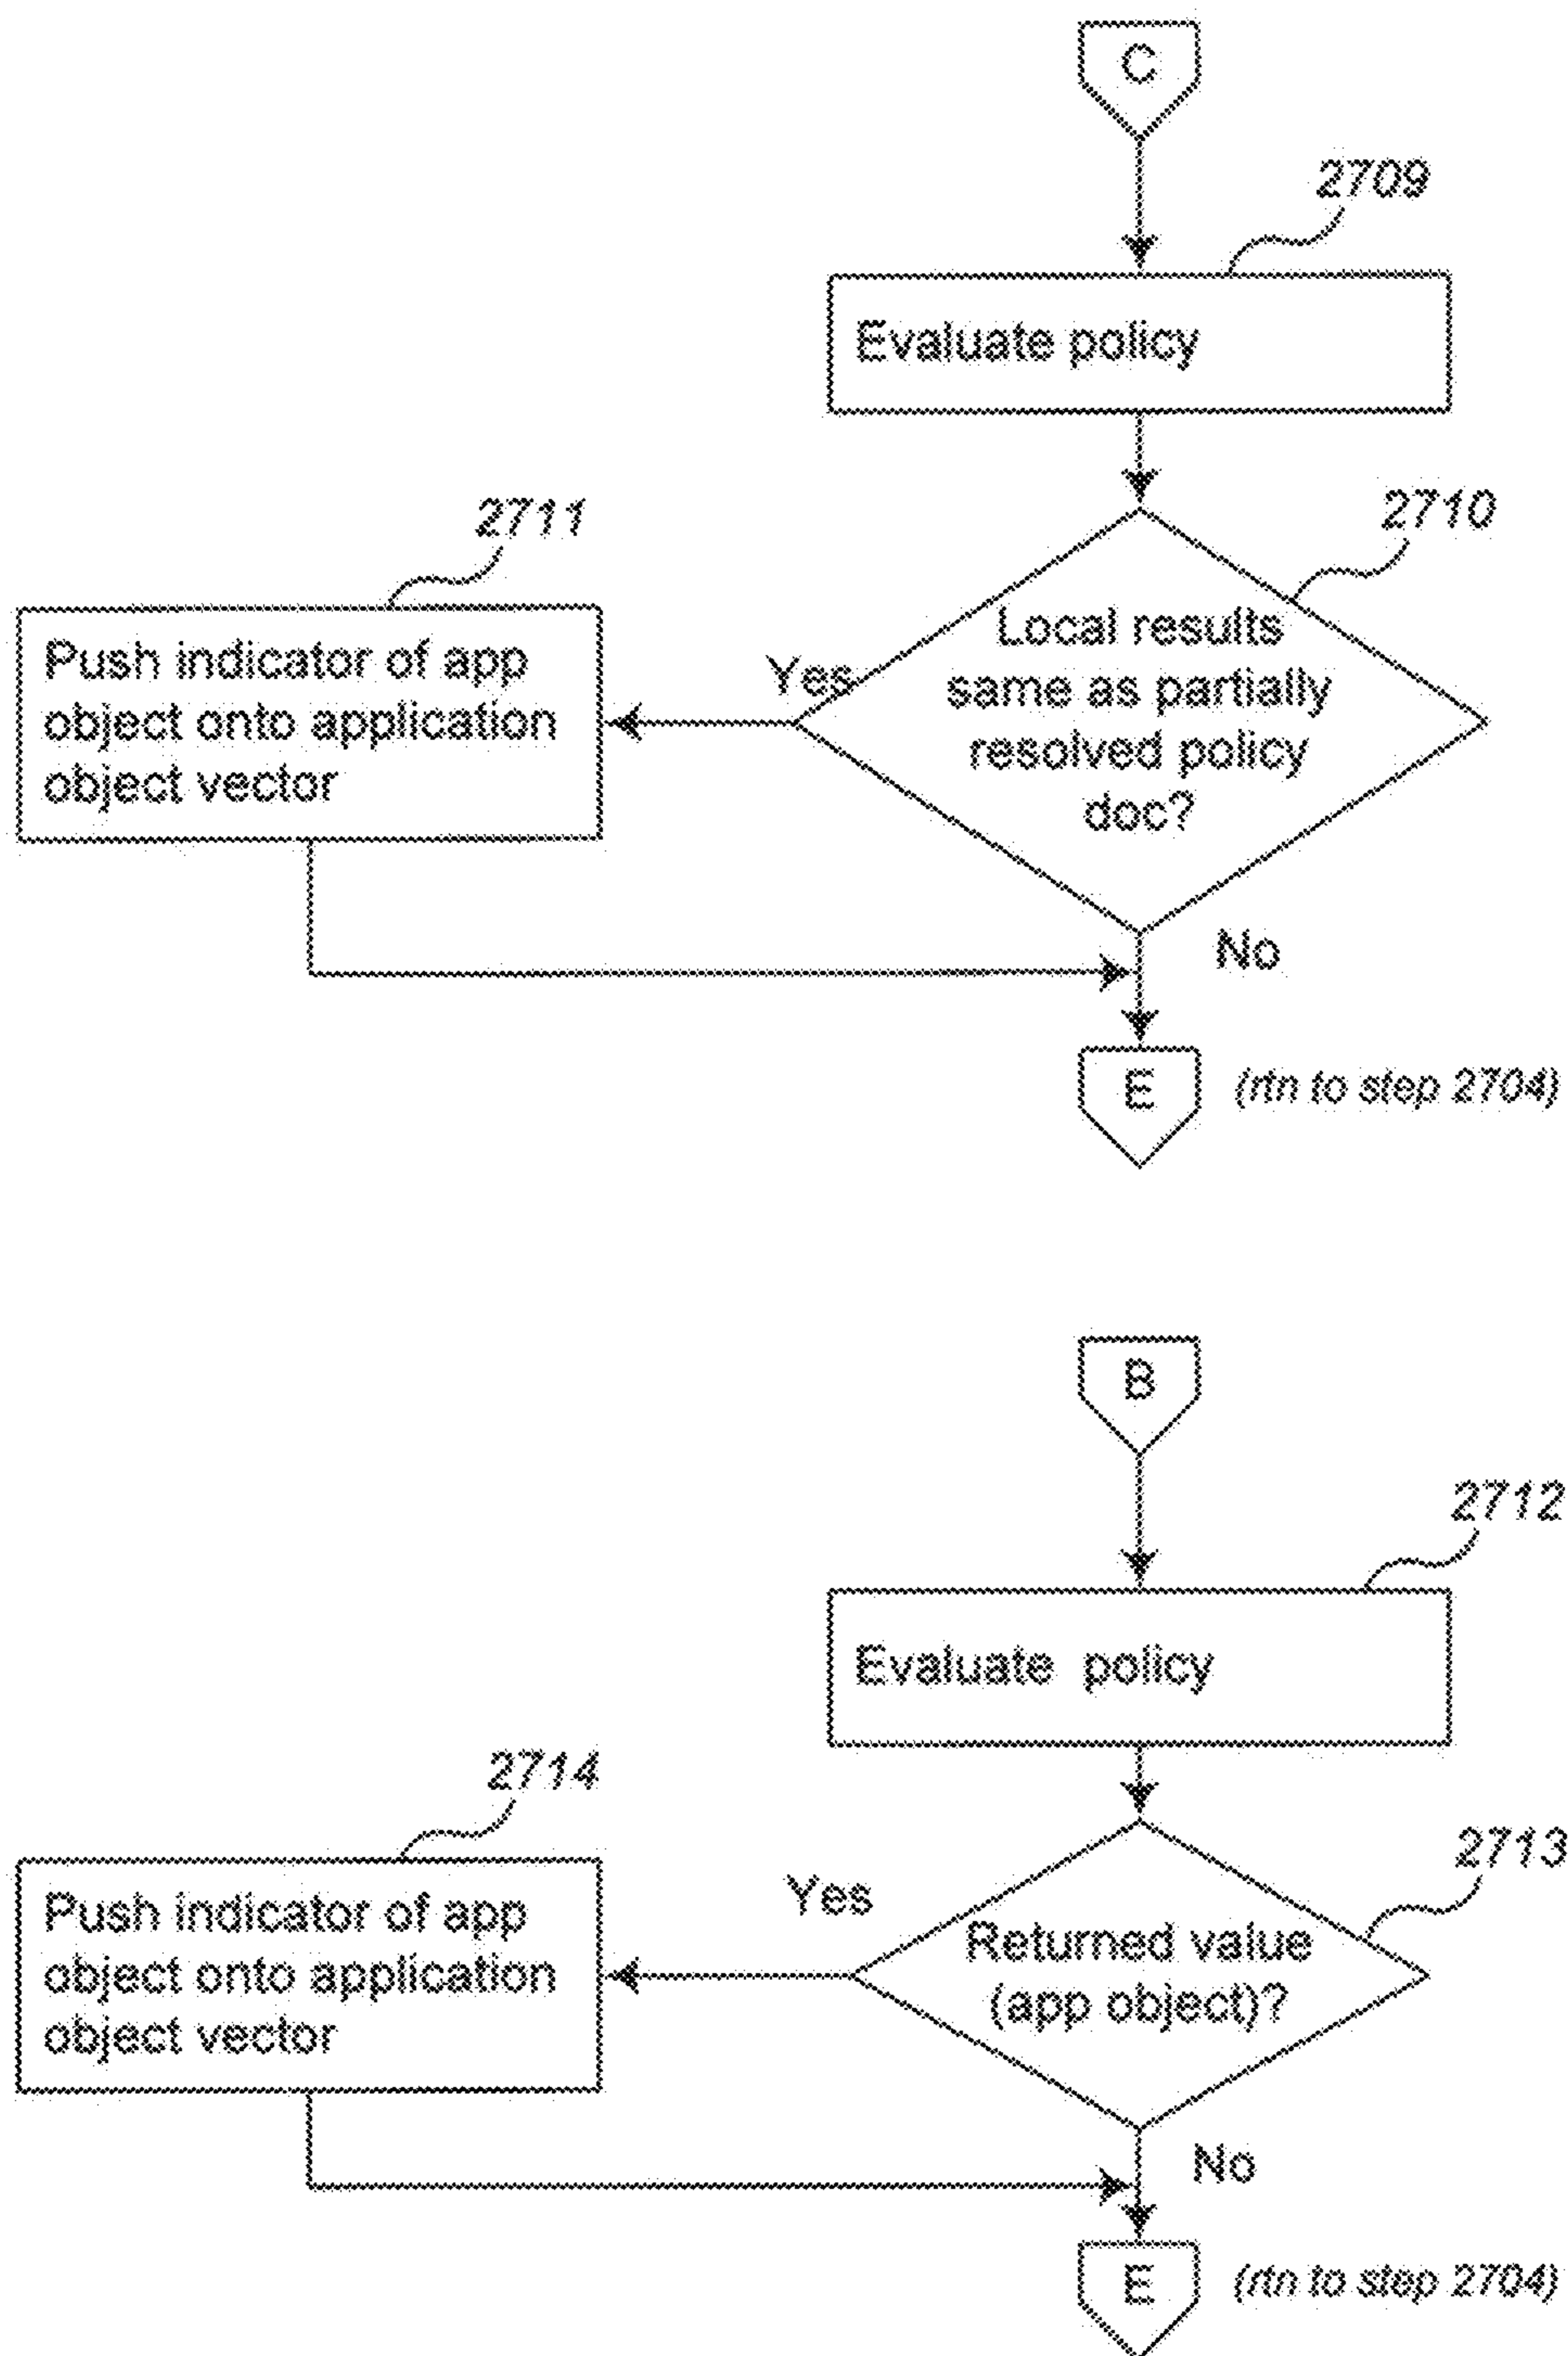 C
2709
Evaluate policy
2710
Local results
same as partially
resolved policy
doc?
2711
Yes
Push indicator of app
object onto application
object vector
No
E
(rtn to step 2704)
B
2712
Evaluate policy
2713
Returned value
(app object)?
2714
Yes
Push indicator of app
object onto application
object vector
No
E
(rtn to step 2704)